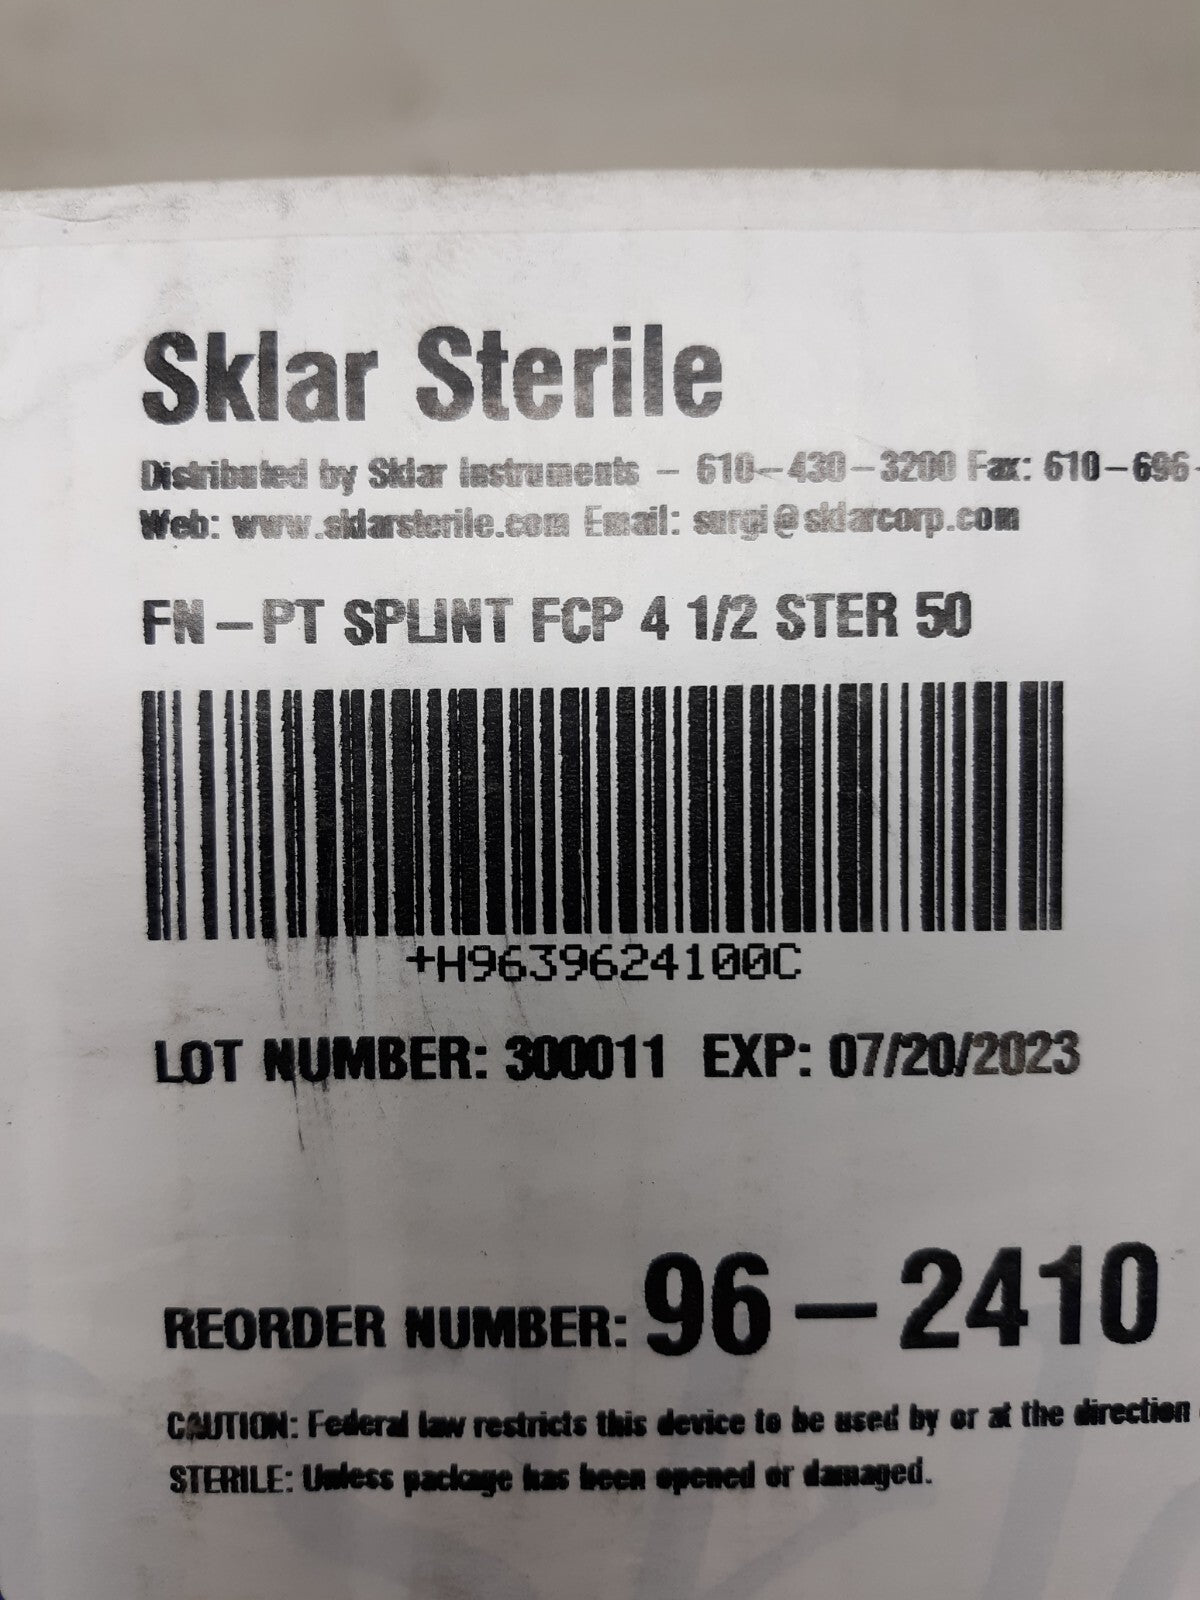 Sklar Sterile
Distributed by Sklar Instruments - 610-430-3200 Fax: 610-696-
Web: www.sklarsterile.com Email: surgi@sklarcorp.com
FN-PT SPLINT FCP 4 1/2 STER 50
+H9639624100C
LOT NUMBER: 300011 EXP: 07/20/2023
REORDER NUMBER: 96-2410
CAUTION: Federal law restricts this device to be used by or at the direction
STERILE: Unless package has been opened or damaged.